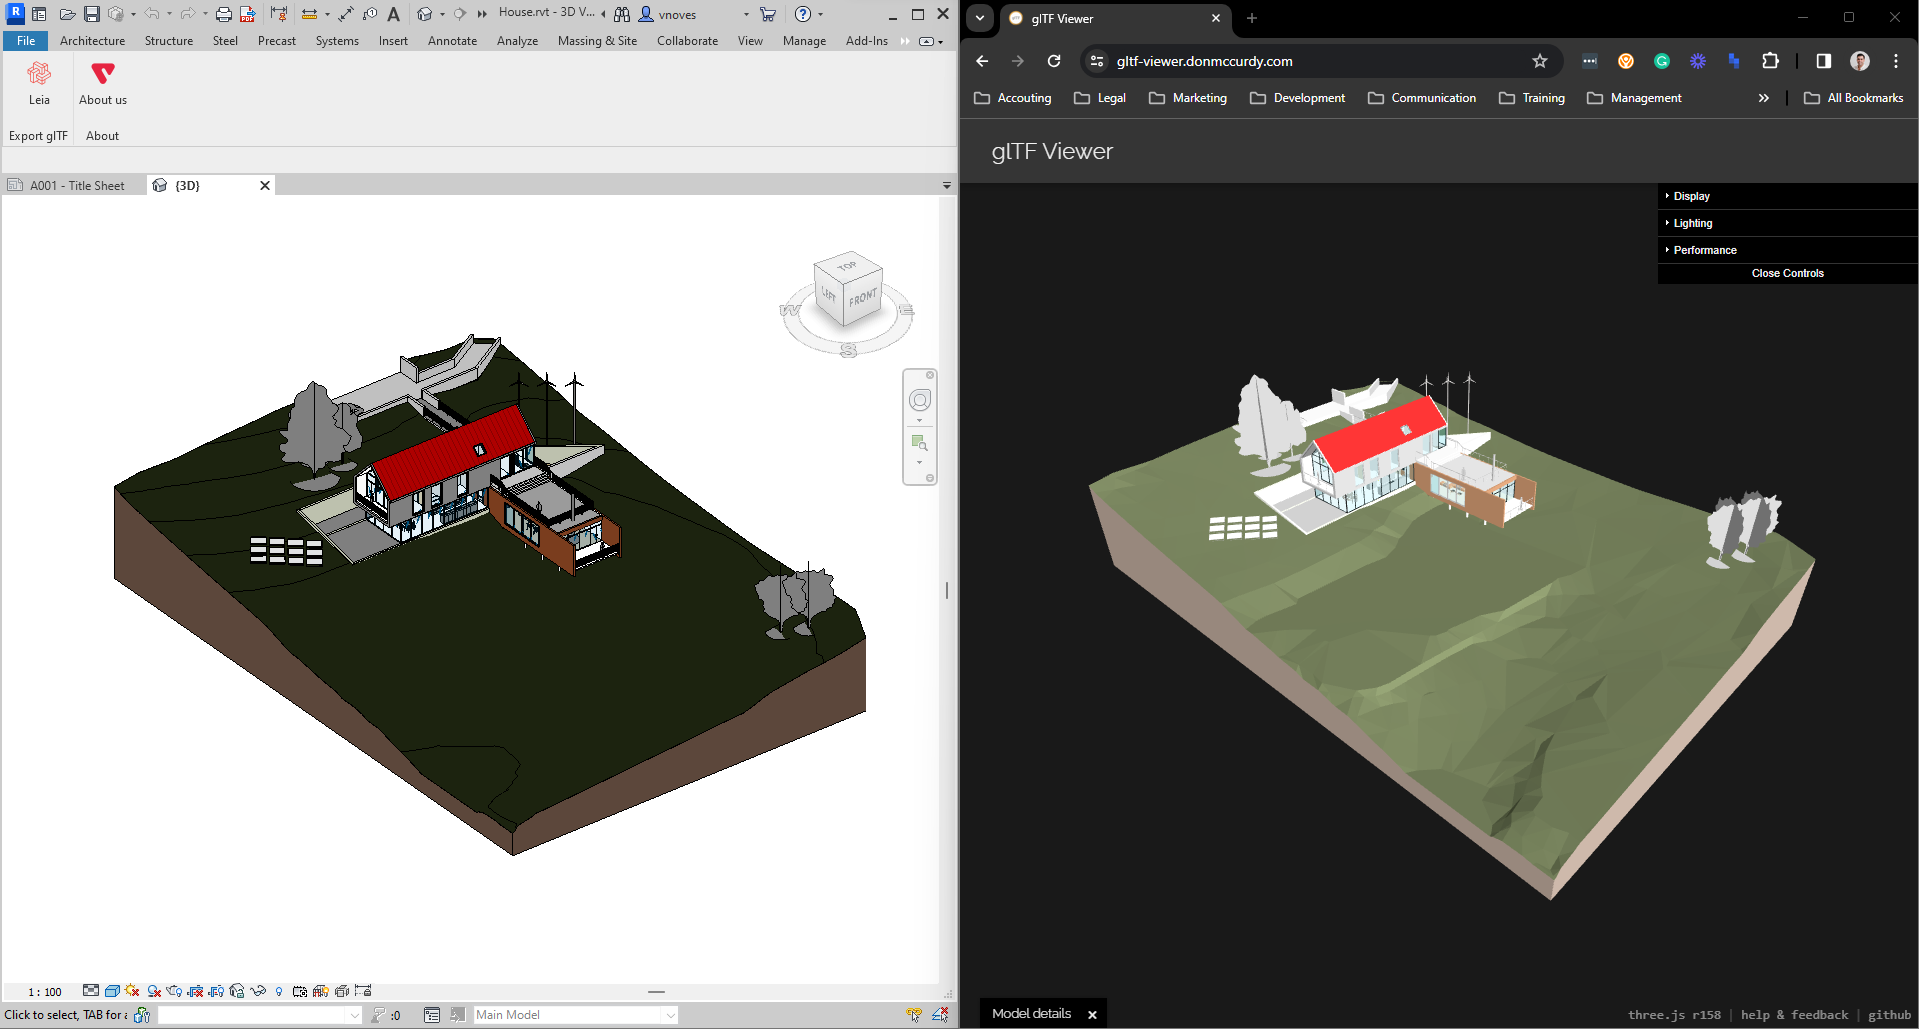 House.rvt - 3D V...
vnoves
File Architecture Structure Steel Precast Systems Insert Annotate Analyze Massing & Site Collaborate View Manage Add-Ins
Leia
About us
Export glTF
About
A001 - Title Sheet
{3D}
TOP
LEFT
FRONT
W
E
S
1 : 100
Click to select, TAB for a
:0
Main Model
glTF Viewer
gltf-viewer.donmccurdy.com
Accouting Legal Marketing Development Communication Training Management All Bookmarks
glTF Viewer
Display
Lighting
Performance
Close Controls
Model details
three.js r158 | help & feedback | github